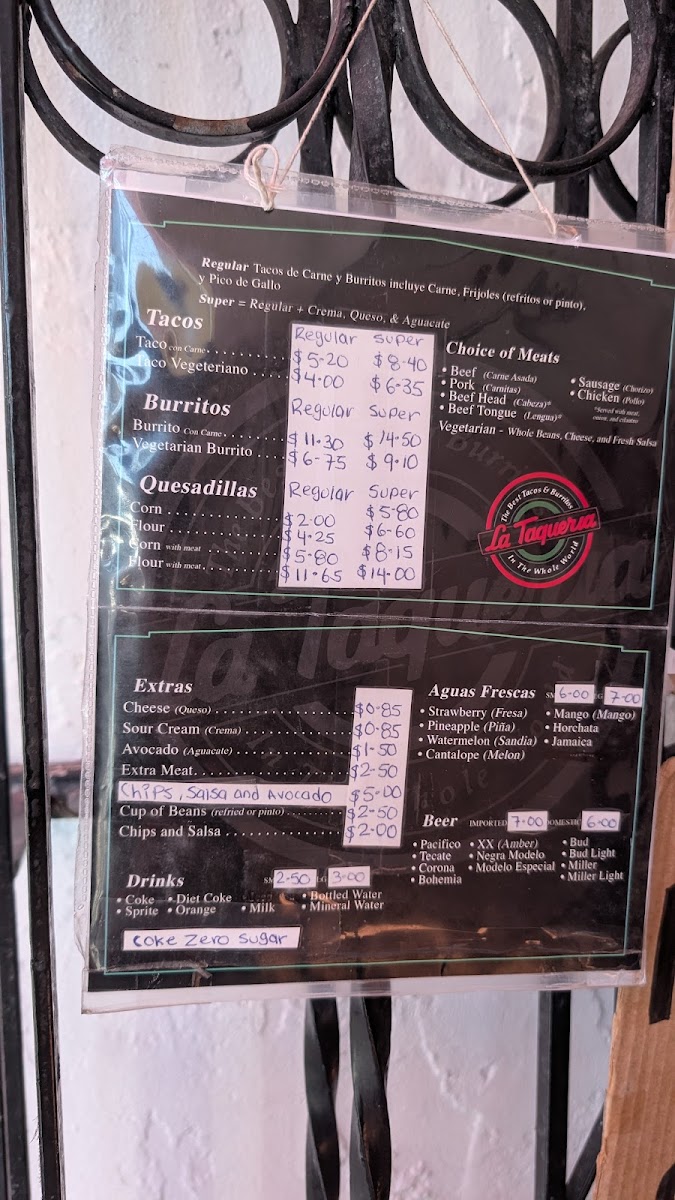 Regular Tacos de Carne y Burritos incluye Carne, Frijoles (refritos or pinto),
y Pico de Gallo
Super = Regular + Crema, Queso, & Aguacate
Tacos
Regular Super
Taco con Carne $5-20 $8-40
Taco Vegeteriano $4-00 $6-35
Burritos
Regular Super
Burrito Con Carne $11-30 $14-50
Vegetarian Burrito $6-75 $9-10
Quesadillas
Regular Super
Corn $2-00 $5-80
Flour $4-25 $6-60
Corn with meat $5-80 $8-15
Flour with meat $11-65 $14-00
Choice of Meats
• Beef (Carne Asada)
• Pork (Carnitas)
• Beef Head (Cabeza)*
• Beef Tongue (Lengua)*
• Sausage (Chorizo)
• Chicken (Pollo)
*Served with meat,
onion, and cilantro
Vegetarian - Whole Beans, Cheese, and Fresh Salsa
The Best Tacos & Burritos
La Taqueria
In The Whole World
Extras
Cheese (Queso) $0-85
Sour Cream (Crema) $0-85
Avocado (Aguacate) $1-50
Extra Meat $2-50
Chips, Salsa and Avocado $5-00
Cup of Beans (refried or pinto) $2-50
Chips and Salsa $2-00
Drinks SM 2-50 LG 3-00
• Coke • Diet Coke • Bottled Water
• Sprite • Orange • Milk • Mineral Water
Coke Zero Sugar
Aguas Frescas SM 6-00 LG 7-00
• Strawberry (Fresa) • Mango (Mango)
• Pineapple (Piña) • Horchata
• Watermelon (Sandia) • Jamaica
• Cantalope (Melon)
Beer IMPORTED 7-00 DOMESTIC 6-00
• Pacifico • XX (Amber) • Bud
• Tecate • Negra Modelo • Bud Light
• Corona • Modelo Especial • Miller
• Bohemia • Miller Light